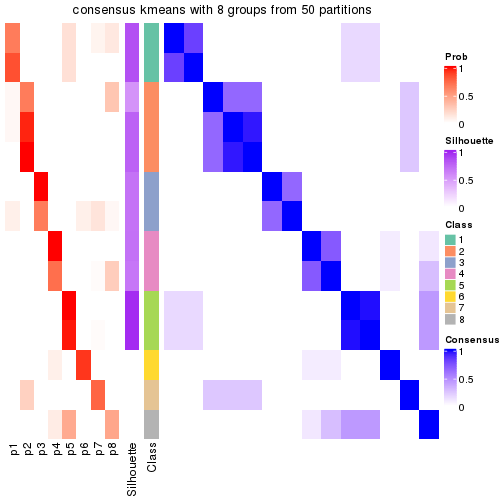 consensus kmeans with 8 groups from 50 partitions
Prob
1
0.5
0
Silhouette
1
0.5
0
Class
1
2
3
4
5
6
7
8
Consensus
1
0.5
0
p1
p2
p3
p4
p5
p6
p7
p8
Silhouette
Class